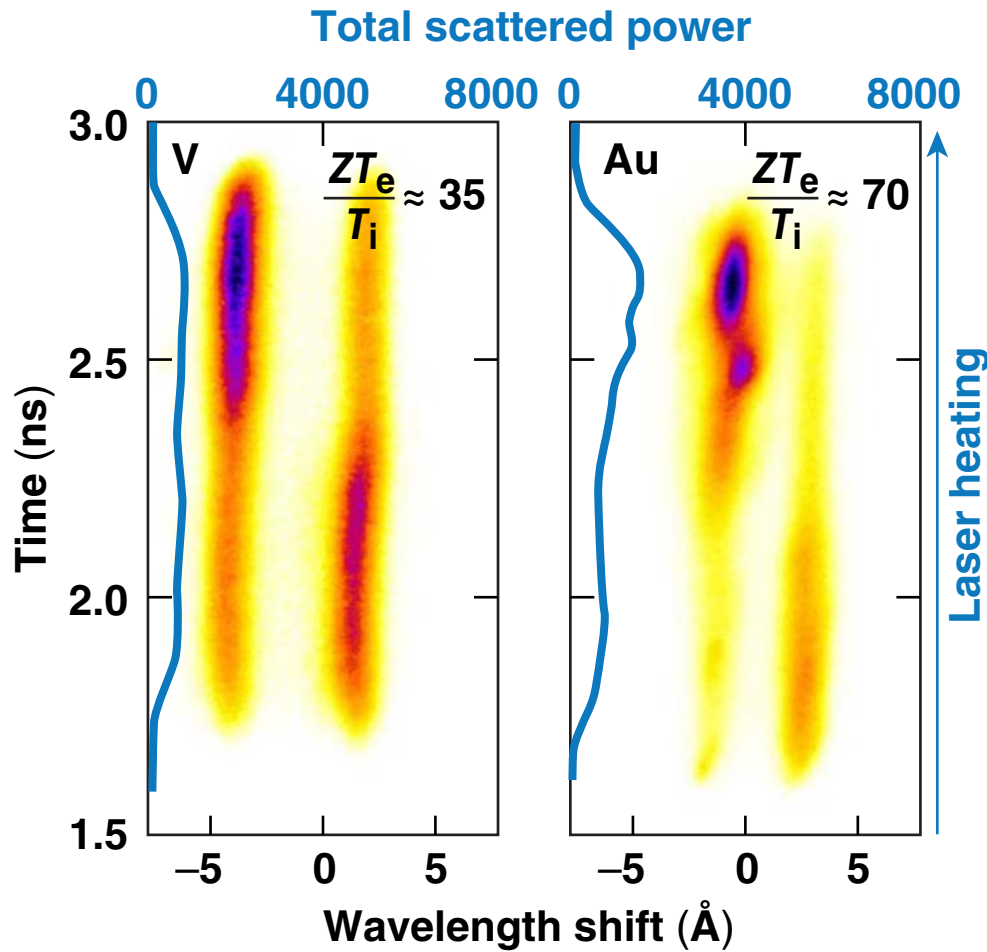 Total scattered power
0 4000 8000 0 4000 8000
3.0
2.5
2.0
1.5
Time (ns)
V
ZTe
Ti
≈ 35
Au
ZTe
Ti
≈ 70
Laser heating
–5 0 5 –5 0 5
Wavelength shift (Å)